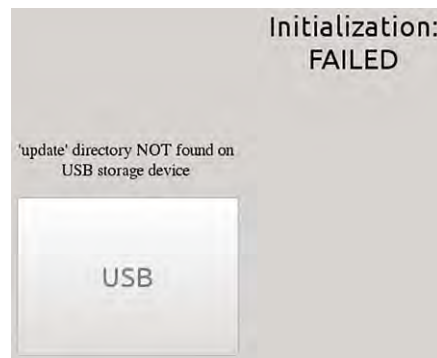 Initialization:
FAILED
'update' directory NOT found on
USB storage device
USB